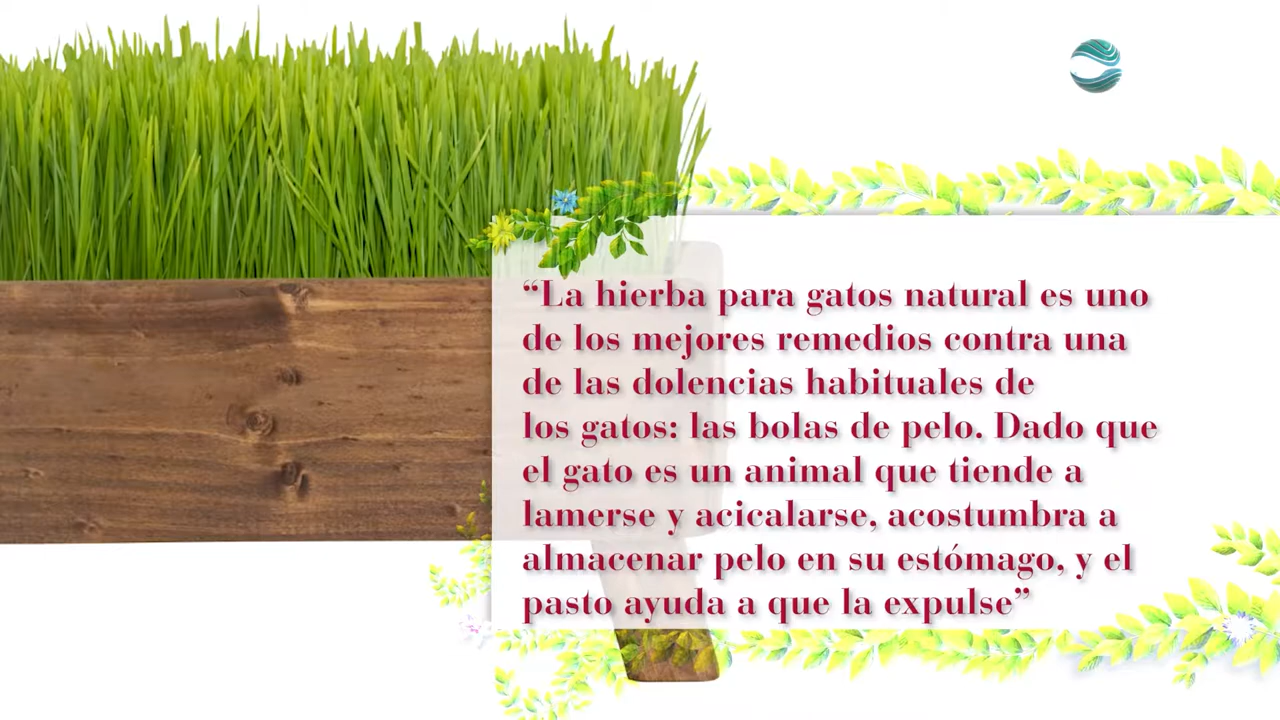 “La hierba para gatos natural es uno
de los mejores remedios contra una
de las dolencias habituales de
los gatos: las bolas de pelo. Dado que
el gato es un animal que tiende a
lamerse y acicalarse, acostumbra a
almacenar pelo en su estómago, y el
pasto ayuda a que la expulse”